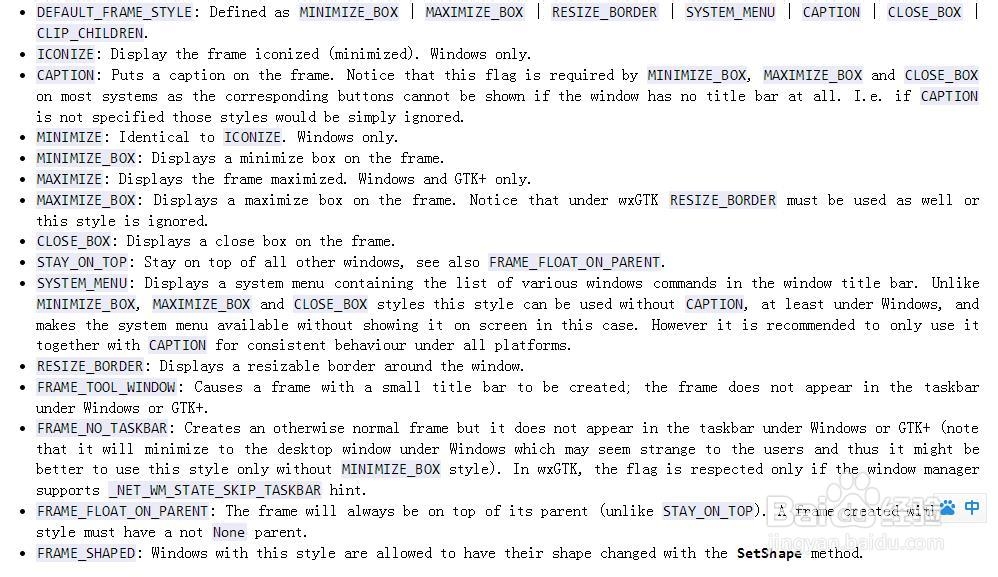 • DEFAULT_FRAME_STYLE: Defined as MINIMIZE_BOX | MAXIMIZE_BOX | RESIZE_BORDER | SYSTEM_MENU | CAPTION | CLOSE_BOX |
CLIP_CHILDREN.
• ICONIZE: Display the frame iconized (minimized). Windows only.
• CAPTION: Puts a caption on the frame. Notice that this flag is required by MINIMIZE_BOX, MAXIMIZE_BOX and CLOSE_BOX
on most systems as the corresponding buttons cannot be shown if the window has no title bar at all. I.e. if CAPTION
is not specified those styles would be simply ignored.
• MINIMIZE: Identical to ICONIZE. Windows only.
• MINIMIZE_BOX: Displays a minimize box on the frame.
• MAXIMIZE: Displays the frame maximized. Windows and GTK+ only.
• MAXIMIZE_BOX: Displays a maximize box on the frame. Notice that under wxGTK RESIZE_BORDER must be used as well or
this style is ignored.
• CLOSE_BOX: Displays a close box on the frame.
• STAY_ON_TOP: Stay on top of all other windows, see also FRAME_FLOAT_ON_PARENT.
• SYSTEM_MENU: Displays a system menu containing the list of various windows commands in the window title bar. Unlike
MINIMIZE_BOX, MAXIMIZE_BOX and CLOSE_BOX styles this style can be used without CAPTION, at least under Windows, and
makes the system menu available without showing it on screen in this case. However it is recommended to only use it
together with CAPTION for consistent behaviour under all platforms.
• RESIZE_BORDER: Displays a resizable border around the window.
• FRAME_TOOL_WINDOW: Causes a frame with a small title bar to be created; the frame does not appear in the taskbar
under Windows or GTK+.
• FRAME_NO_TASKBAR: Creates an otherwise normal frame but it does not appear in the taskbar under Windows or GTK+ (note
that it will minimize to the desktop window under Windows which may seem strange to the users and thus it might be
better to use this style only without MINIMIZE_BOX style). In wxGTK, the flag is respected only if the window manager
supports _NET_WM_STATE_SKIP_TASKBAR hint.
• FRAME_FLOAT_ON_PARENT: The frame will always be on top of its parent (unlike STAY_ON_TOP). A frame created with 中
style must have a not None parent.
• FRAME_SHAPED: Windows with this style are allowed to have their shape changed with the SetShape method.
Baidu经验
jingyan.baidu.com